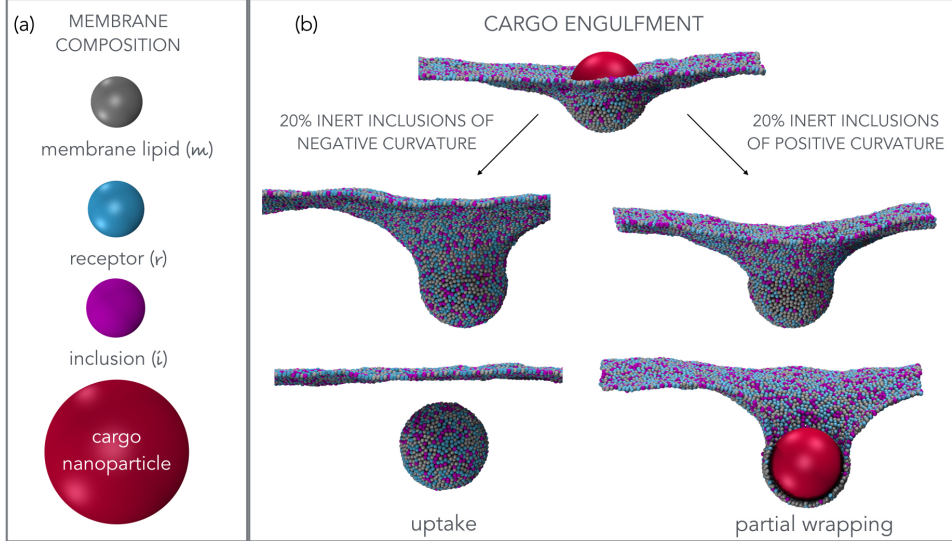 (a)
MEMBRANE
COMPOSITION
membrane lipid (m)
receptor (r)
inclusion (i)
cargo
nanoparticle
(b)
CARGO ENGULFMENT
20% INERT INCLUSIONS OF
NEGATIVE CURVATURE
20% INERT INCLUSIONS
OF POSITIVE CURVATURE
uptake
partial wrapping